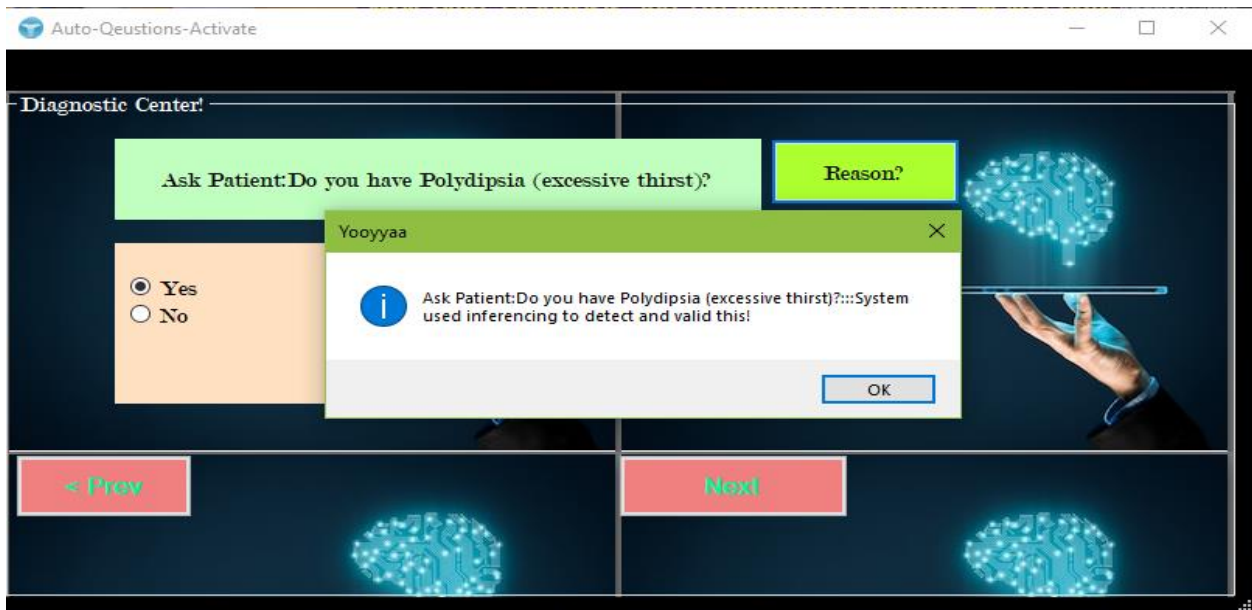 Auto-Qeustions-Activate
Diagnostic Center!
Ask Patient:Do you have Polydipsia (excessive thirst)?
Reason?
Yooyyaa
Yes
No
Ask Patient:Do you have Polydipsia (excessive thirst)?:::System
used inferencing to detect and valid this!
OK
< Prev
Next